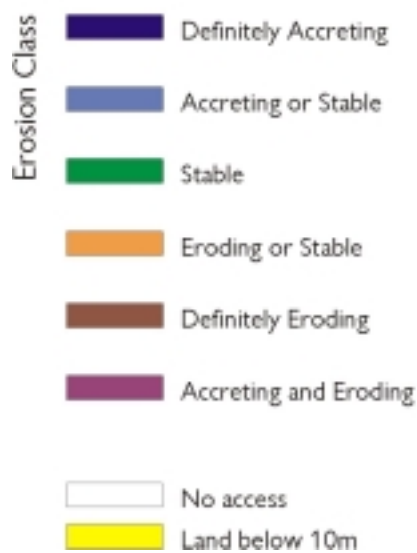 Erosion Class
Definitely Accreting
Accreting or Stable
Stable
Eroding or Stable
Definitely Eroding
Accreting and Eroding
No access
Land below 10m